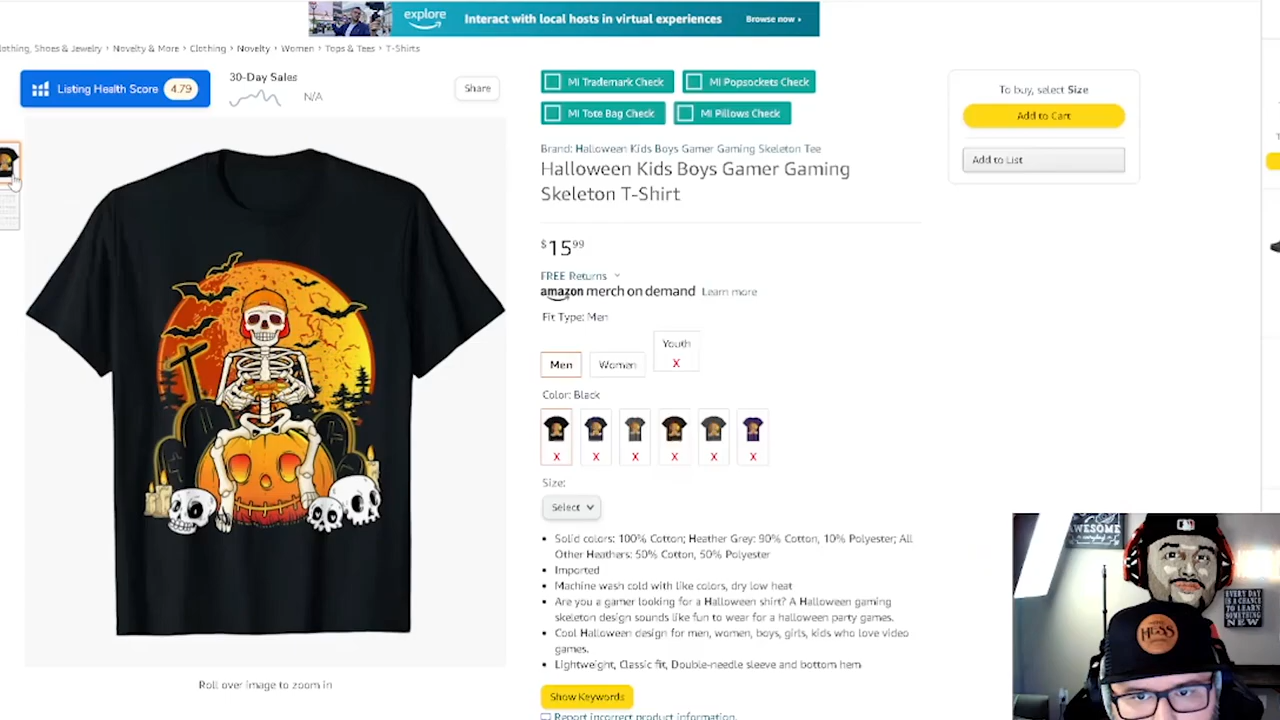 explore
Interact with local hosts in virtual experiences
Browse now ›
lothing, Shoes & Jewelry › Novelty & More › Clothing › Novelty › Women › Tops & Tees › T-Shirts
Listing Health Score 4.79
30-Day Sales
N/A
Share
MI Trademark Check
MI Popsockets Check
MI Tote Bag Check
MI Pillows Check
To buy, select Size
Add to Cart
Add to List
Brand: Halloween Kids Boys Gamer Gaming Skeleton Tee
Halloween Kids Boys Gamer Gaming
Skeleton T-Shirt
$1599
FREE Returns
amazon merch on demand Learn more
Fit Type: Men
Men
Women
Youth
X
Color: Black
X X X X X X
Size:
Select
• Solid colors: 100% Cotton; Heather Grey: 90% Cotton, 10% Polyester; All
Other Heathers: 50% Cotton, 50% Polyester
• Imported
• Machine wash cold with like colors, dry low heat
• Are you a gamer looking for a Halloween shirt? A Halloween gaming
skeleton design sounds like fun to wear for a halloween party games.
• Cool Halloween design for men, women, boys, girls, kids who love video
games.
• Lightweight, Classic fit, Double-needle sleeve and bottom hem
Show Keywords
Report incorrect product information.
Roll over image to zoom in
AWESOME
EVERY DAY
IS A CHANCE
TO LEARN
SOMETHING
NEW
HESS